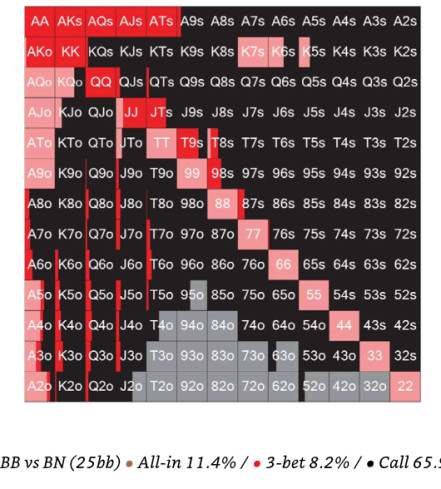 AA AKs AQs AJs ATs A9s A8s A7s A6s A5s A4s A3s A2s
AKo KK KQs KJs KTs K9s K8s K7s K6s K5s K4s K3s K2s
AQo KQo QQ QJs QTs Q9s Q8s Q7s Q6s Q5s Q4s Q3s Q2s
AJo KJo QJo JJ JTs J9s J8s J7s J6s J5s J4s J3s J2s
ATo KTo QTo JTo TT T9s T8s T7s T6s T5s T4s T3s T2s
A9o K9o Q9o J9o T9o 99 98s 97s 96s 95s 94s 93s 92s
A8o K8o Q8o J8o T8o 98o 88 87s 86s 85s 84s 83s 82s
A7o K7o Q7o J7o T7o 97o 87o 77 76s 75s 74s 73s 72s
A6o K6o Q6o J6o T6o 96o 86o 76o 66 65s 64s 63s 62s
A5o K5o Q5o J5o T5o 95o 85o 75o 65o 55 54s 53s 52s
A4o K4o Q4o J4o T4o 94o 84o 74o 64o 54o 44 43s 42s
A3o K3o Q3o J3o T3o 93o 83o 73o 63o 53o 43o 33 32s
A2o K2o Q2o J2o T2o 92o 82o 72o 62o 52o 42o 32o 22
BB vs BN (25bb) • All-in 11.4% / • 3-bet 8.2% / • Call 65.9